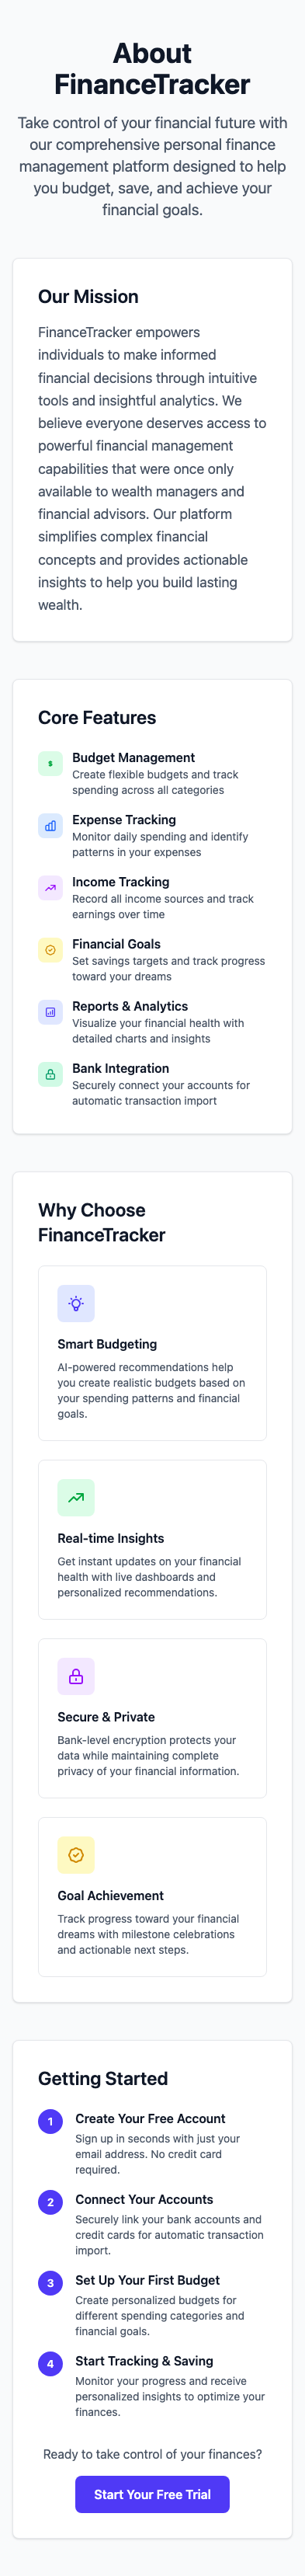 About
FinanceTracker
Take control of your financial future with
our comprehensive personal finance
management platform designed to help
you budget, save, and achieve your
financial goals.
Our Mission
FinanceTracker empowers
individuals to make informed
financial decisions through intuitive
tools and insightful analytics. We
believe everyone deserves access to
powerful financial management
capabilities that were once only
available to wealth managers and
financial advisors. Our platform
simplifies complex financial
concepts and provides actionable
insights to help you build lasting
wealth.
Core Features
$
Budget Management
Create flexible budgets and track
spending across all categories
Expense Tracking
Monitor daily spending and identify
patterns in your expenses
Income Tracking
Record all income sources and track
earnings over time
Financial Goals
Set savings targets and track progress
toward your dreams
Reports & Analytics
Visualize your financial health with
detailed charts and insights
Bank Integration
Securely connect your accounts for
automatic transaction import
Why Choose
FinanceTracker
Smart Budgeting
AI-powered recommendations help
you create realistic budgets based on
your spending patterns and financial
goals.
Real-time Insights
Get instant updates on your financial
health with live dashboards and
personalized recommendations.
Secure & Private
Bank-level encryption protects your
data while maintaining complete
privacy of your financial information.
Goal Achievement
Track progress toward your financial
dreams with milestone celebrations
and actionable next steps.
Getting Started
1
Create Your Free Account
Sign up in seconds with just your
email address. No credit card
required.
2
Connect Your Accounts
Securely link your bank accounts and
credit cards for automatic transaction
import.
3
Set Up Your First Budget
Create personalized budgets for
different spending categories and
financial goals.
4
Start Tracking & Saving
Monitor your progress and receive
personalized insights to optimize your
finances.
Ready to take control of your finances?
Start Your Free Trial